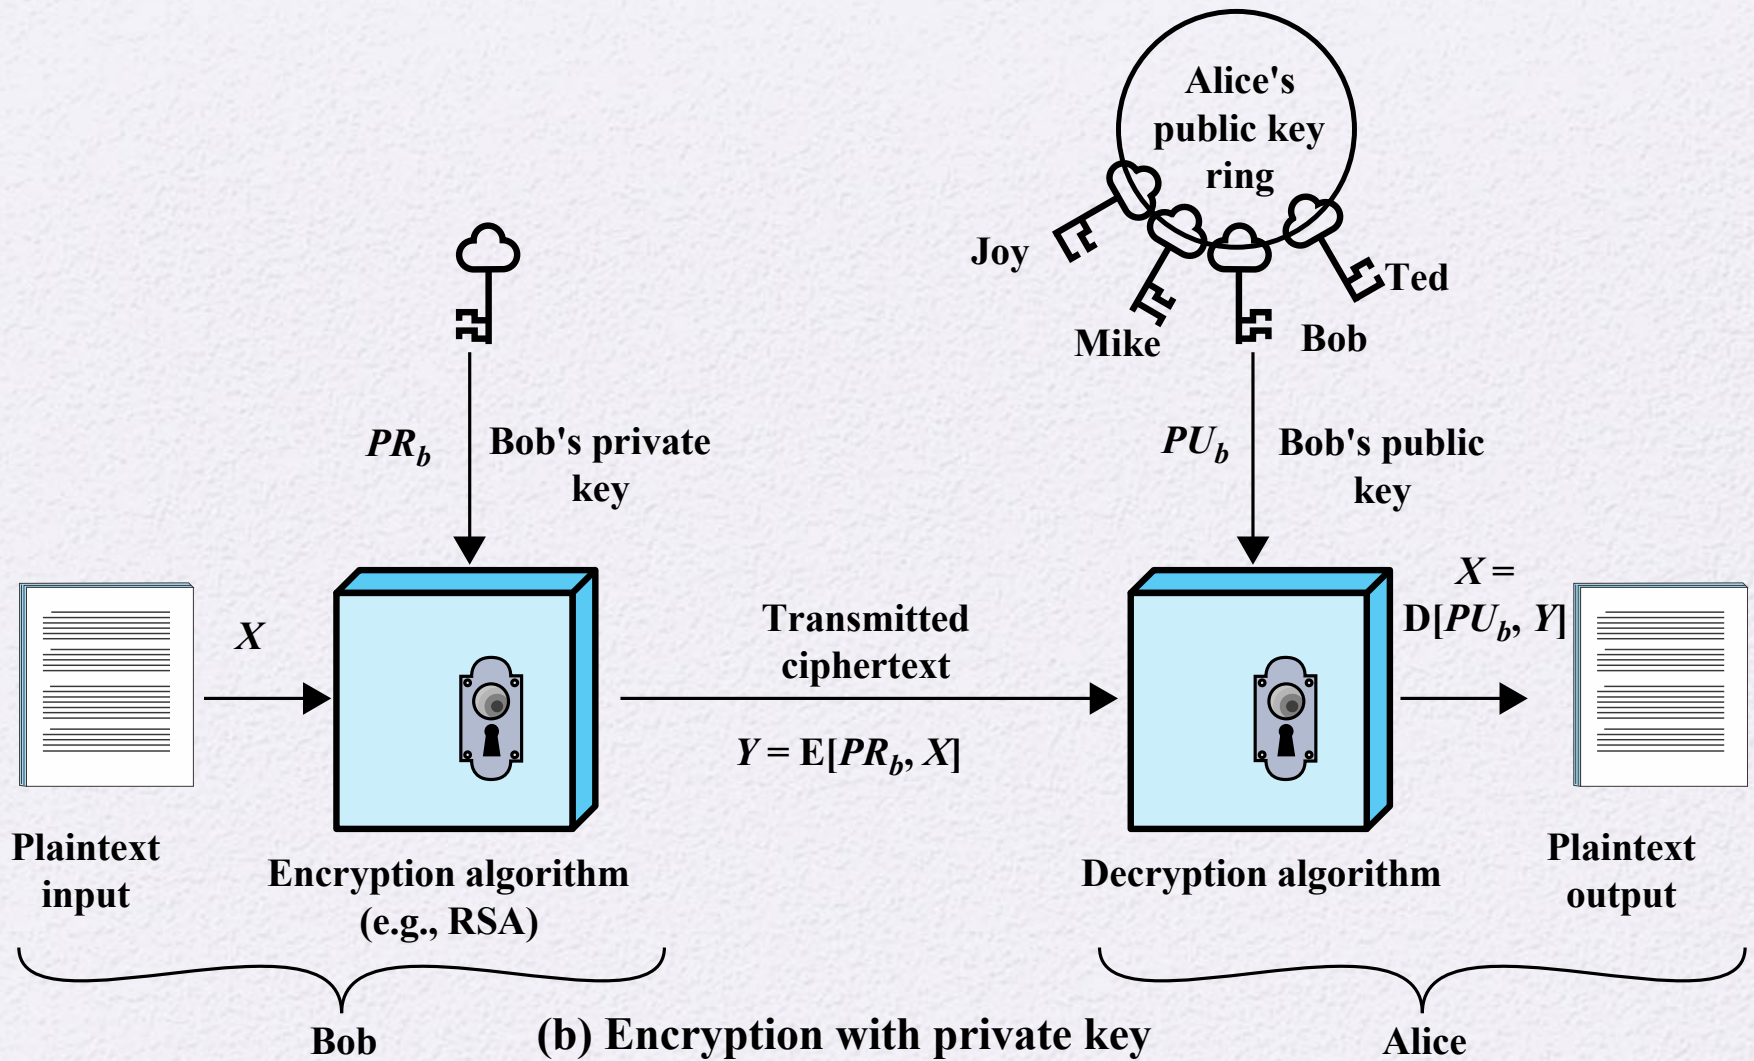 Alice's
public key
ring
Joy
Ted
Mike
Bob
PR_b
Bob's private
key
PU_b
Bob's public
key
X
Transmitted
ciphertext
Y = E[PR_b, X]
X =
D[PU_b, Y]
Plaintext
input
Encryption algorithm
(e.g., RSA)
Decryption algorithm
Plaintext
output
Bob
(b) Encryption with private key
Alice